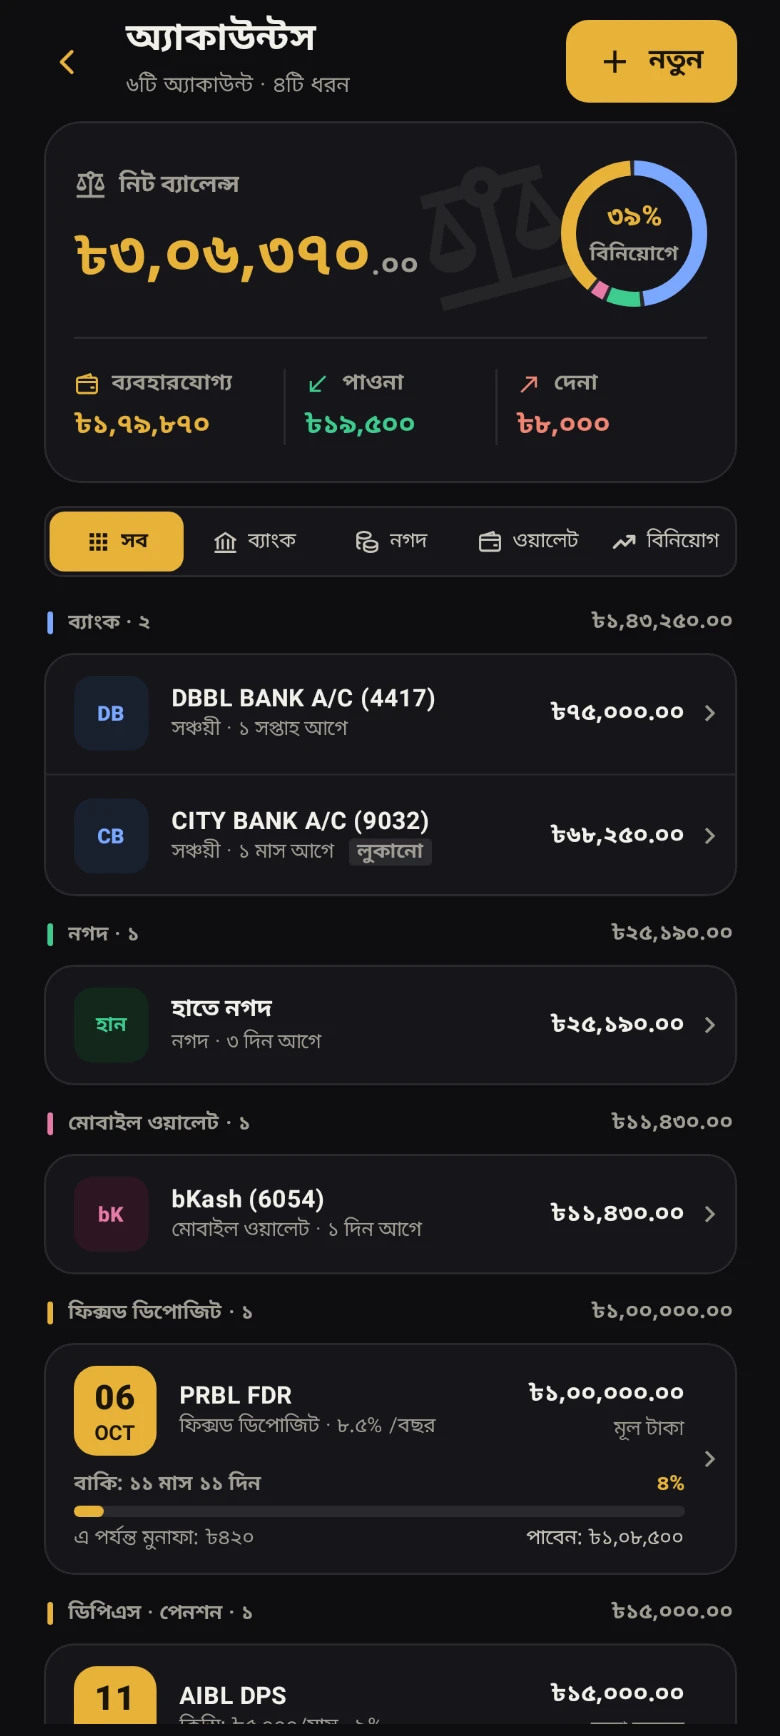 অ্যাকাউন্টস
৬টি অ্যাকাউন্ট · ৪টি ধরন
+ নতুন
নিট ব্যালেন্স
৳৩,০৬,৩৭০.০০
৩৯%
বিনিয়োগে
ব্যবহারযোগ্য
৳১,৭৯,৮৭০
পাওনা
৳১৯,৫০০
দেনা
৳৮,০০০
সব ব্যাংক নগদ ওয়ালেট বিনিয়োগ
ব্যাংক · ২ ৳১,৪৩,২৫০.০০
DB
DBBL BANK A/C (4417)
সঞ্চয়ী · ১ সপ্তাহ আগে
৳৭৫,০০০.০০
CB
CITY BANK A/C (9032)
সঞ্চয়ী · ১ মাস আগে লুকানো
৳৬৮,২৫০.০০
নগদ · ১ ৳২৫,১৯০.০০
হান
হাতে নগদ
নগদ · ৩ দিন আগে
৳২৫,১৯০.০০
মোবাইল ওয়ালেট · ১ ৳১১,৪৩০.০০
bK
bKash (6054)
মোবাইল ওয়ালেট · ১ দিন আগে
৳১১,৪৩০.০০
ফিক্সড ডিপোজিট · ১ ৳১,০০,০০০.০০
06
OCT
PRBL FDR
ফিক্সড ডিপোজিট · ৮.৫% /বছর
৳১,০০,০০০.০০
মূল টাকা
বাকি: ১১ মাস ১১ দিন ৪%
এ পর্যন্ত মুনাফা: ৳৪২০ পাবেন: ৳১,০৮,৫০০
ডিপিএস · পেনশন · ১ ৳১৫,০০০.০০
11
AIBL DPS
৳১৫,০০০.০০